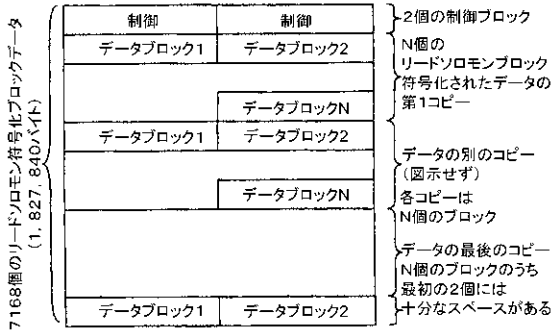 7168個のリードソロモン符号化ブロックデータ
(1, 827, 840バイト)
制御 制御
データブロック1 データブロック2
データブロックN
データブロック1 データブロック2
データブロックN
データブロック1 データブロック2
2個の制御ブロック
N個の
リードソロモンブロック
符号化されたデータの
第1コピー
データの別のコピー
(図示せず)
各コピーは
N個のブロック
データの最後のコピー
N個のブロックのうち
最初の2個には
十分なスペースがある